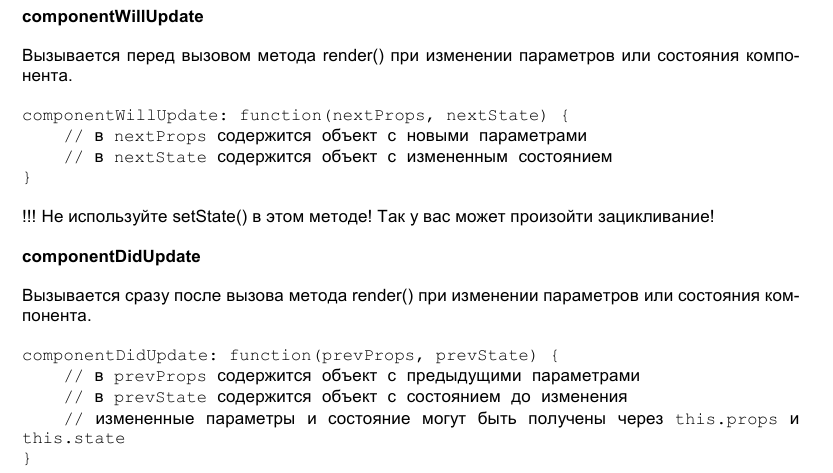 componentWillUpdate
Вызывается перед вызовом метода render() при изменении параметров или состояния компо-
нента.
componentWillUpdate: function(nextProps, nextState) {
    // в nextProps содержится объект с новыми параметрами
    // в nextState содержится объект с измененным состоянием
}
!!! Не используйте setState() в этом методе! Так у вас может произойти зацикливание!
componentDidUpdate
Вызывается сразу после вызова метода render() при изменении параметров или состояния ком-
понента.
componentDidUpdate: function(prevProps, prevState) {
    // в prevProps содержится объект с предыдущими параметрами
    // в prevState содержится объект с состоянием до изменения
    // измененные параметры и состояние могут быть получены через this.props и
this.state
}